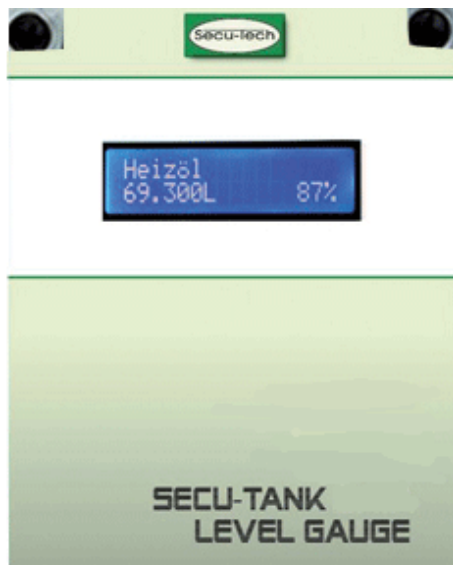 Secu-Tech
Heizöl
69.300L 87%
SECU-TANK
LEVEL GAUGE